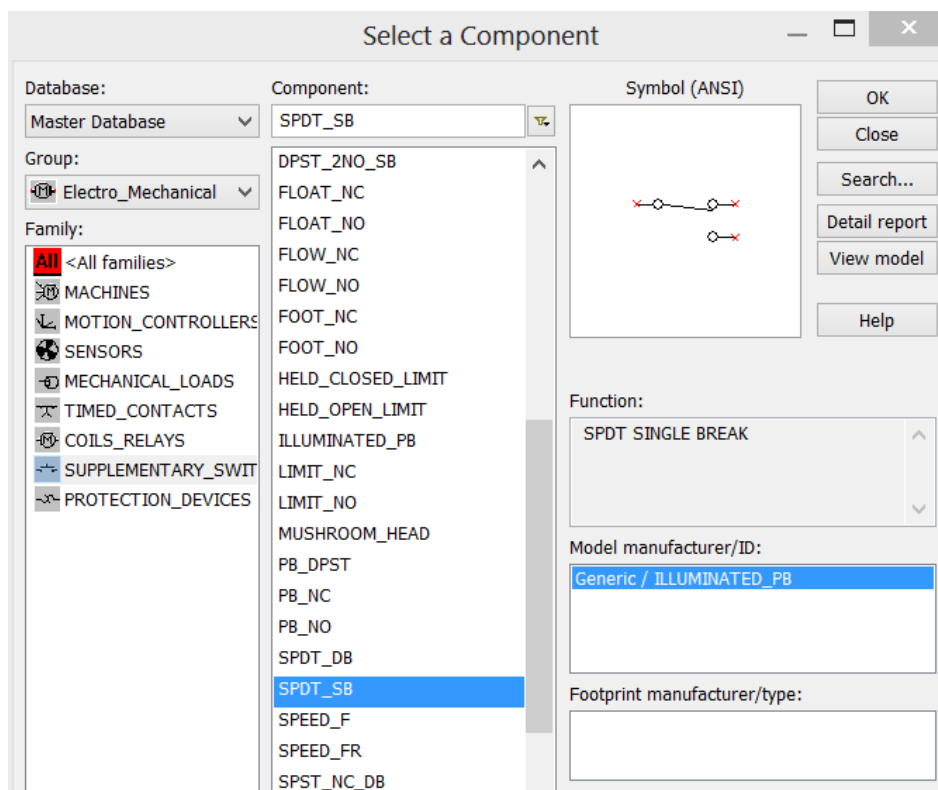 Select a Component
Database:
Master Database
Group:
Electro_Mechanical
Family:
All <All families>
MACHINES
MOTION_CONTROLLERS
SENSORS
MECHANICAL_LOADS
TIMED_CONTACTS
COILS_RELAYS
SUPPLEMENTARY_SWIT
PROTECTION_DEVICES
Component:
SPDT_SB
DPST_2NO_SB
FLOAT_NC
FLOAT_NO
FLOW_NC
FLOW_NO
FOOT_NC
FOOT_NO
HELD_CLOSED_LIMIT
HELD_OPEN_LIMIT
ILLUMINATED_PB
LIMIT_NC
LIMIT_NO
MUSHROOM_HEAD
PB_DPST
PB_NC
PB_NO
SPDT_DB
SPDT_SB
SPEED_F
SPEED_FR
SPST_NC_DB
Symbol (ANSI)
Function:
SPDT SINGLE BREAK
Model manufacturer/ID:
Generic / ILLUMINATED_PB
Footprint manufacturer/type:
OK
Close
Search...
Detail report
View model
Help